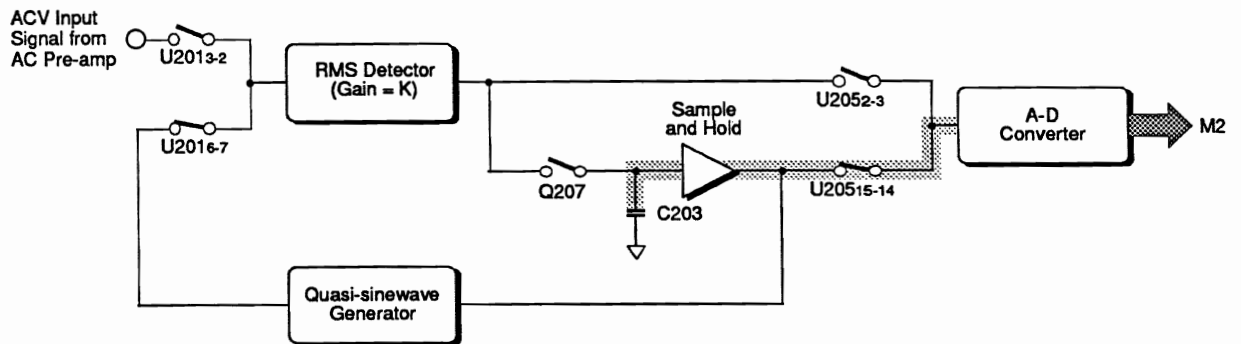 ACV Input
Signal from
AC Pre-amp
U2013-2
RMS Detector
(Gain = K)
U2016-7
Sample
and Hold
U2052-3
A-D
Converter
M2
Q207
C203
U20515-14
Quasi-sinewave
Generator